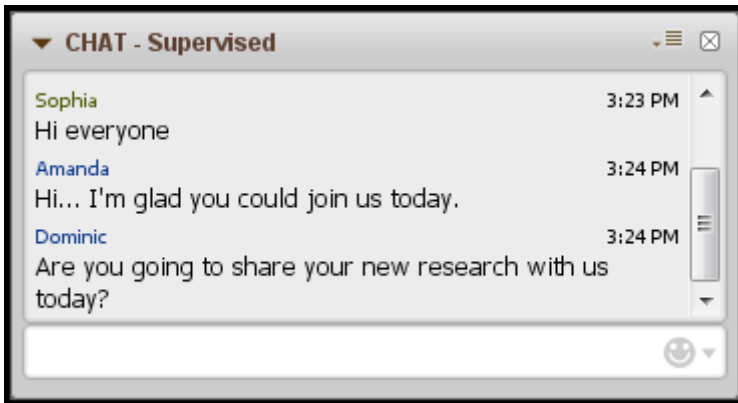 CHAT - Supervised
Sophia 3:23 PM
Hi everyone
Amanda 3:24 PM
Hi... I'm glad you could join us today.
Dominic 3:24 PM
Are you going to share your new research with us
today?